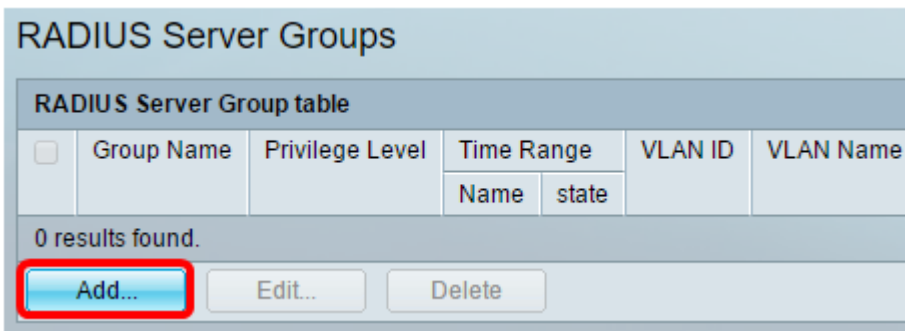 RADIUS Server Groups
RADIUS Server Group table
Group Name Privilege Level Time Range VLAN ID VLAN Name
Name state
0 results found.
Add... Edit... Delete